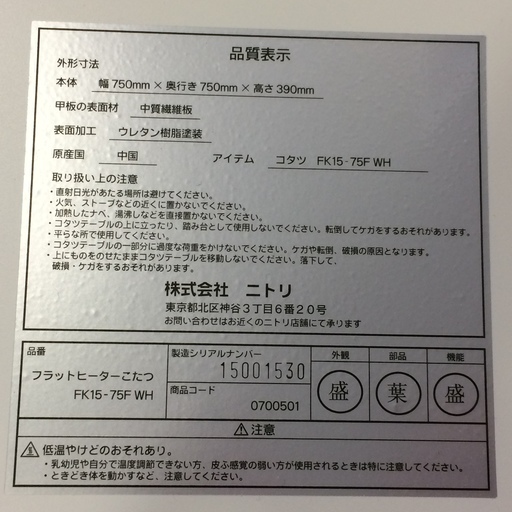 品質表示
外形寸法
本体 幅750mm×奥行き750mm×高さ390mm
甲板の表面材 中質繊維板
表面加工 ウレタン樹脂塗装
原産国 中国 アイテム コタツ FK15-75F WH
取り扱い上の注意
・直射日光があたる場所は避けてください。
・火気、ストーブなどの近くに置かないでください。
・加熱したナベ、湯沸しなどを直接置かないでください。
・コタツテーブルの上に立ったり、踏み台として使用しないでください。転倒してケガをするおそれがあります。
・平らな所で使用してください。
・コタツテーブルの一部分に過度な荷重をかけないでください。ケガや転倒、破損の原因となります。
・上にものをのせたままコタツテーブルを移動しないでください。落下して、
破損・ケガをするおそれがあります。
株式会社 ニトリ
東京都北区神谷3丁目6番20号
お問い合わせはお近くのニトリ店舗にて承ります
品番
フラットヒーターこたつ
FK15-75F WH
製造シリアルナンバー
15001530
商品コード
0700501
外観 部品 機能
盛 葉 盛
⚠注意
低温やけどのおそれあり。
・乳幼児や自分で温度調節できない方、皮ふ感覚の弱い方が使用されるときは特に注意してください。
・ときどき体を動かすなど、注意してください。